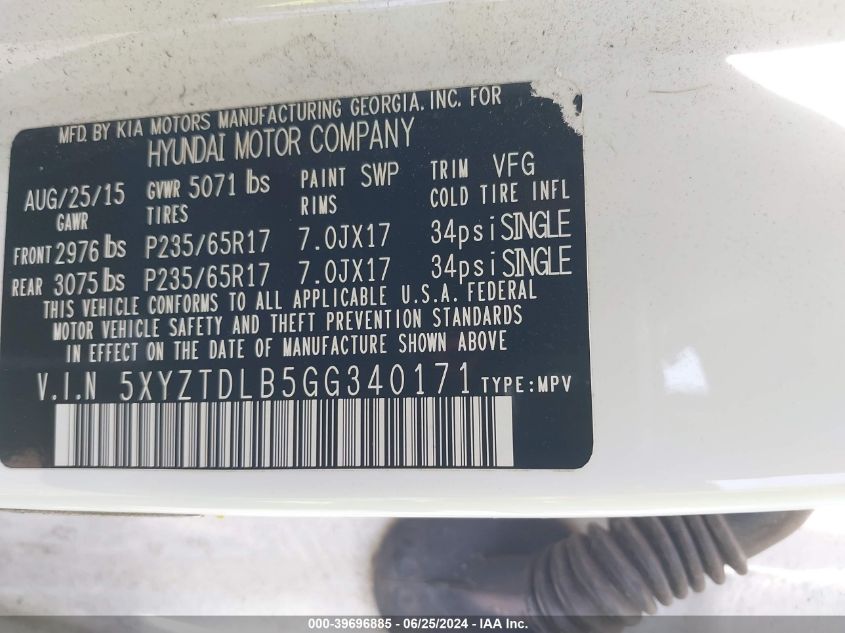 MFD. BY KIA MOTORS MANUFACTURING GEORGIA. INC. FOR
HYUNDAI MOTOR COMPANY
AUG/25/15 GVWR 5071 lbs PAINT SWP TRIM VFG
GAWR TIRES RIMS COLD TIRE INFL
FRONT 2976 lbs P235/65R17 7.0JX17 34psi SINGLE
REAR 3075 lbs P235/65R17 7.0JX17 34psi SINGLE
THIS VEHICLE CONFORMS TO ALL APPLICABLE U.S.A. FEDERAL
MOTOR VEHICLE SAFETY AND THEFT PREVENTION STANDARDS
IN EFFECT ON THE DATE OF MANUFACTURE SHOWN ABOVE
V.I.N 5XYZTDLB5GG340171 TYPE:MPV
000-39696885 - 06/25/2024 - IAA Inc.